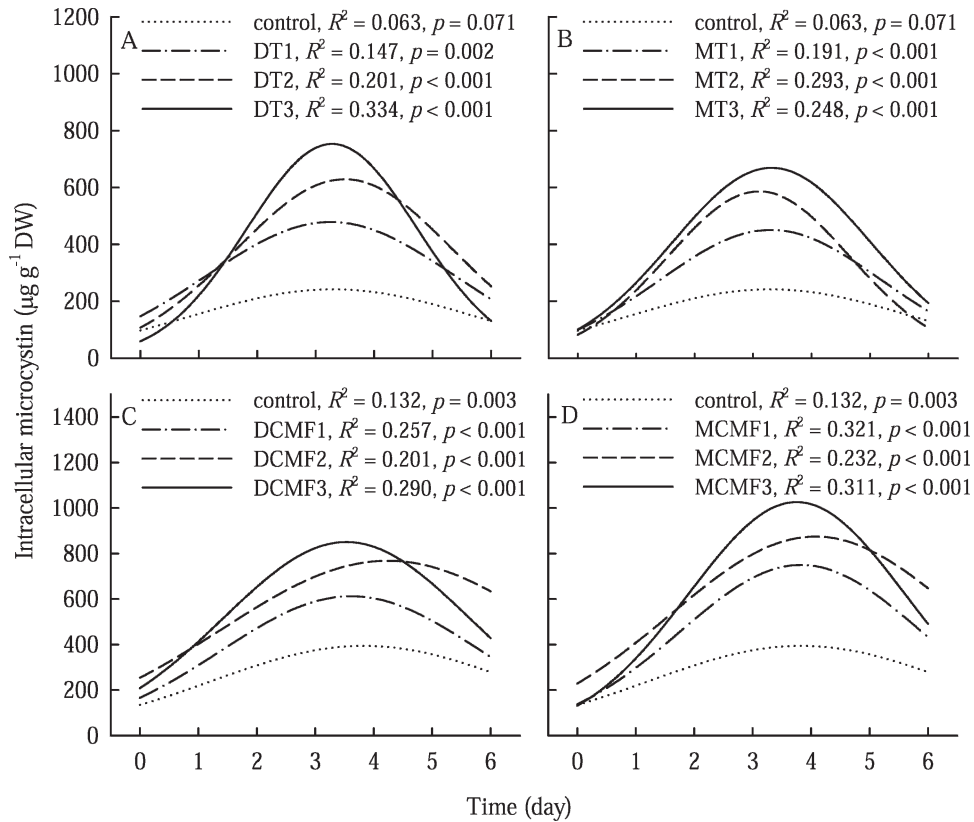 Intracellular microcystin (µg g⁻¹ DW)
A
control, R² = 0.063, p = 0.071
DT1, R² = 0.147, p = 0.002
DT2, R² = 0.201, p < 0.001
DT3, R² = 0.334, p < 0.001
1200
1000
800
600
400
200
0
B
control, R² = 0.063, p = 0.071
MT1, R² = 0.191, p < 0.001
MT2, R² = 0.293, p < 0.001
MT3, R² = 0.248, p < 0.001
C
control, R² = 0.132, p = 0.003
DCMF1, R² = 0.257, p < 0.001
DCMF2, R² = 0.201, p < 0.001
DCMF3, R² = 0.290, p < 0.001
1400
1200
1000
800
600
400
200
0
0 1 2 3 4 5 6
D
control, R² = 0.132, p = 0.003
MCMF1, R² = 0.321, p < 0.001
MCMF2, R² = 0.232, p < 0.001
MCMF3, R² = 0.311, p < 0.001
0 1 2 3 4 5 6
Time (day)